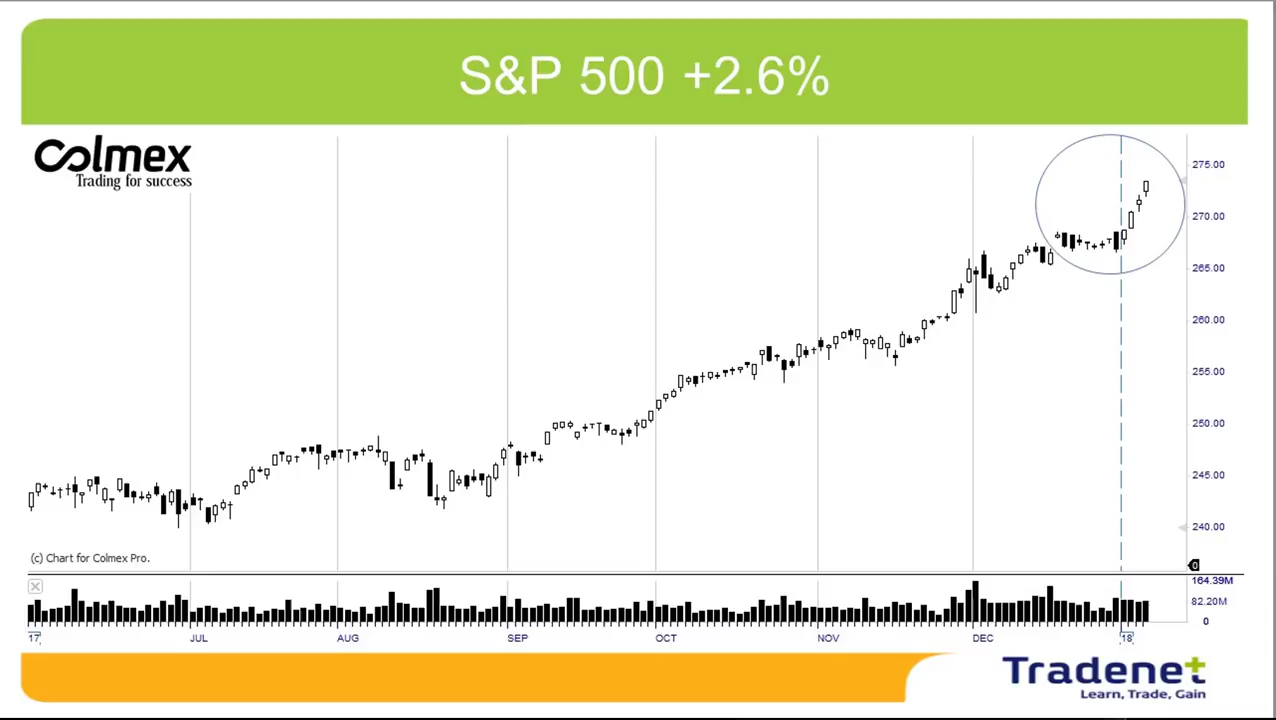 S&P 500 +2.6%
Colmex
Trading for success
275.00
270.00
265.00
260.00
255.00
250.00
245.00
240.00
(c) Chart for Colmex Pro.
0
164.39M
82.20M
0
17 JUL AUG SEP OCT NOV DEC 18
Tradenet
Learn, Trade, Gain